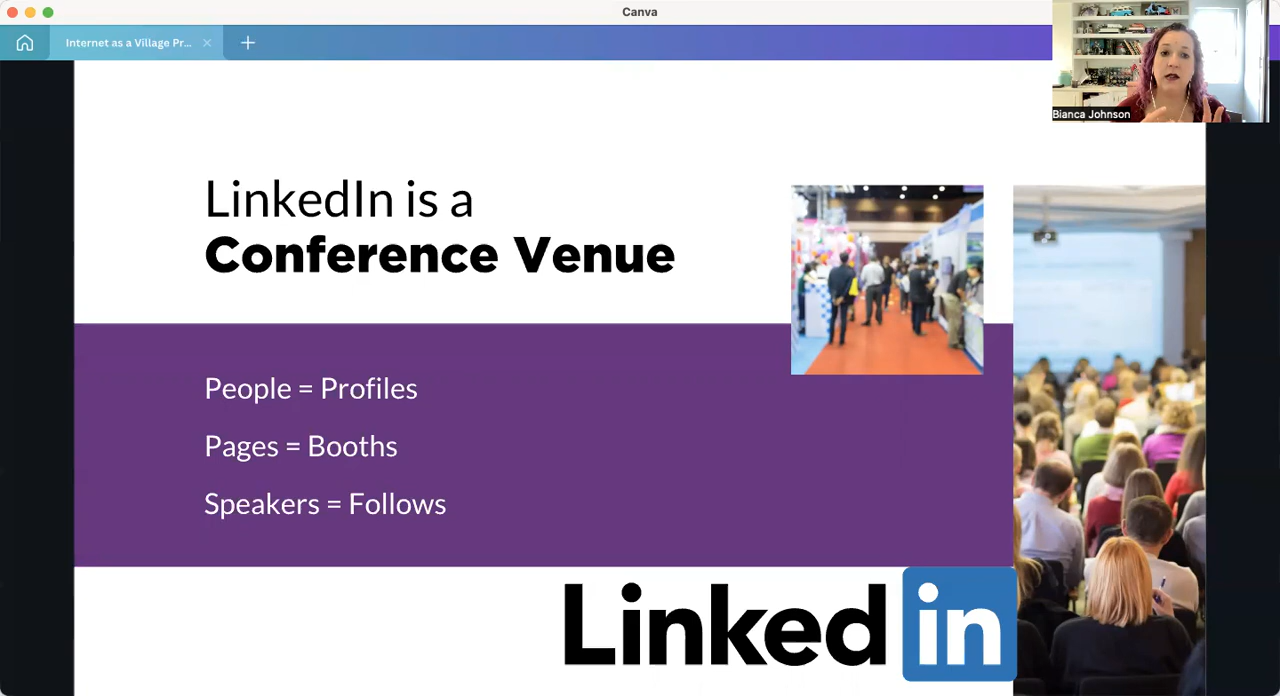 Canva
Internet as a Village Pr...
Bianca Johnson
LinkedIn is a
Conference Venue
People = Profiles
Pages = Booths
Speakers = Follows
Linkedin